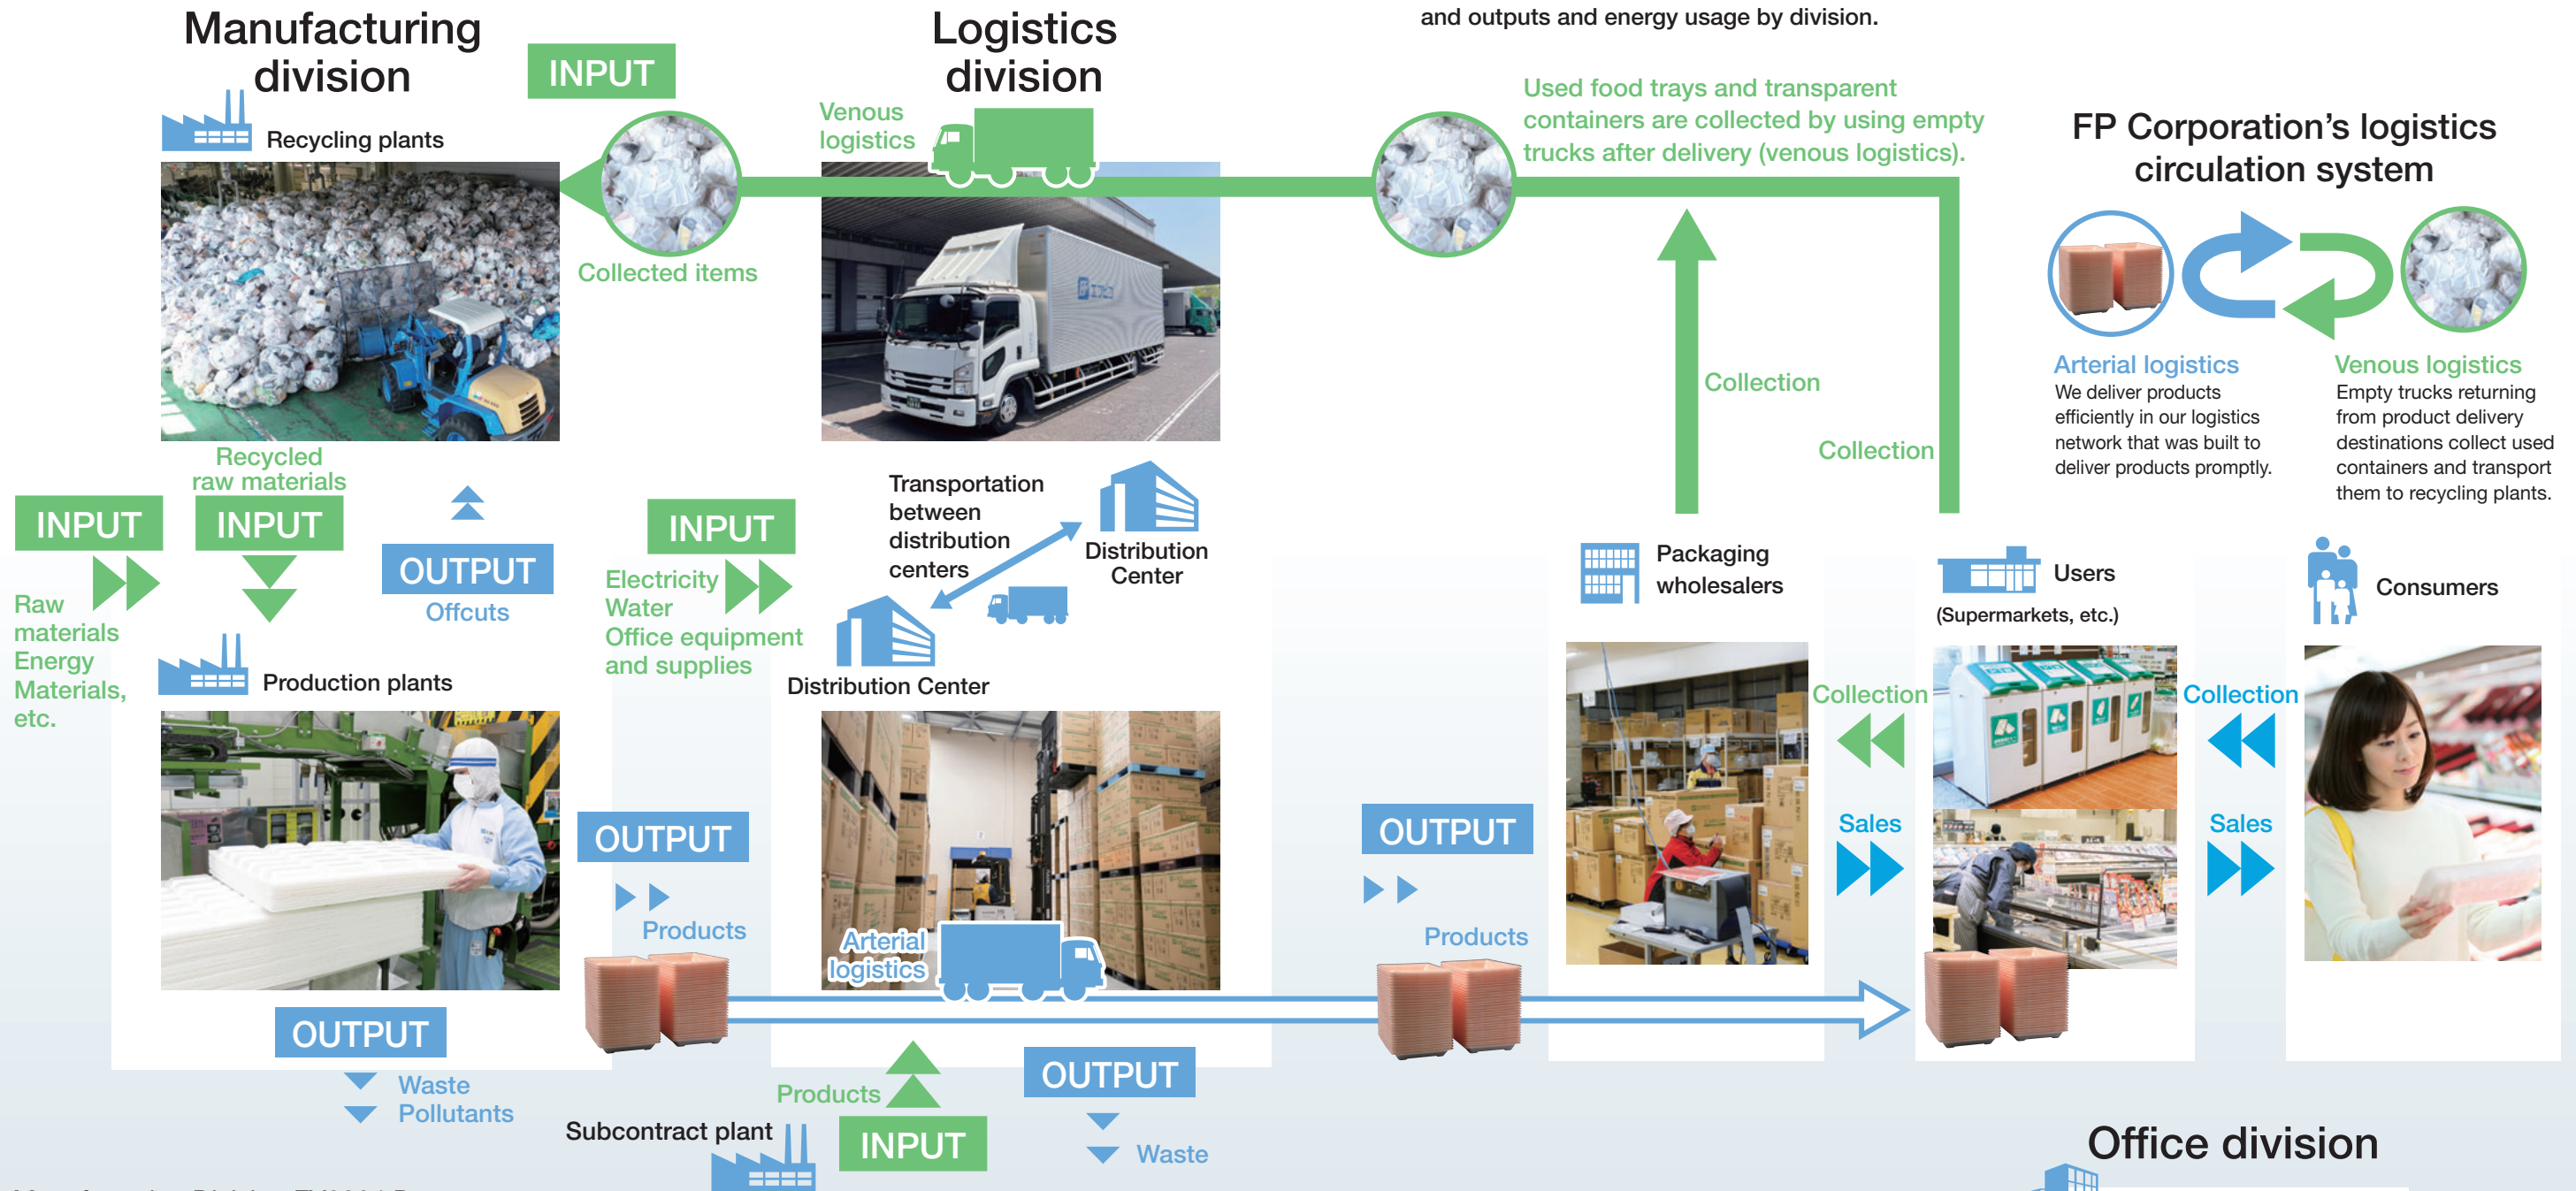 and outputs and energy usage by division.
Manufacturing
division
Recycling plants
INPUT
Collected items
Logistics
division
Venous
logistics
Used food trays and transparent
containers are collected by using empty
trucks after delivery (venous logistics).
FP Corporation’s logistics
circulation system
Arterial logistics
We deliver products
efficiently in our logistics
network that was built to
deliver products promptly.
Venous logistics
Empty trucks returning
from product delivery
destinations collect used
containers and transport
them to recycling plants.
Collection
Collection
Recycled
raw materials
INPUT
INPUT
Raw
materials
Energy
Materials,
etc.
OUTPUT
Offcuts
Production plants
INPUT
Electricity
Water
Office equipment
and supplies
Transportation
between
distribution
centers
Distribution
Center
Distribution Center
Packaging
wholesalers
Users
(Supermarkets, etc.)
Consumers
Collection
Sales
Collection
Sales
OUTPUT
Products
Arterial
logistics
OUTPUT
Products
OUTPUT
Waste
Pollutants
Products
INPUT
Subcontract plant
OUTPUT
Waste
Office division